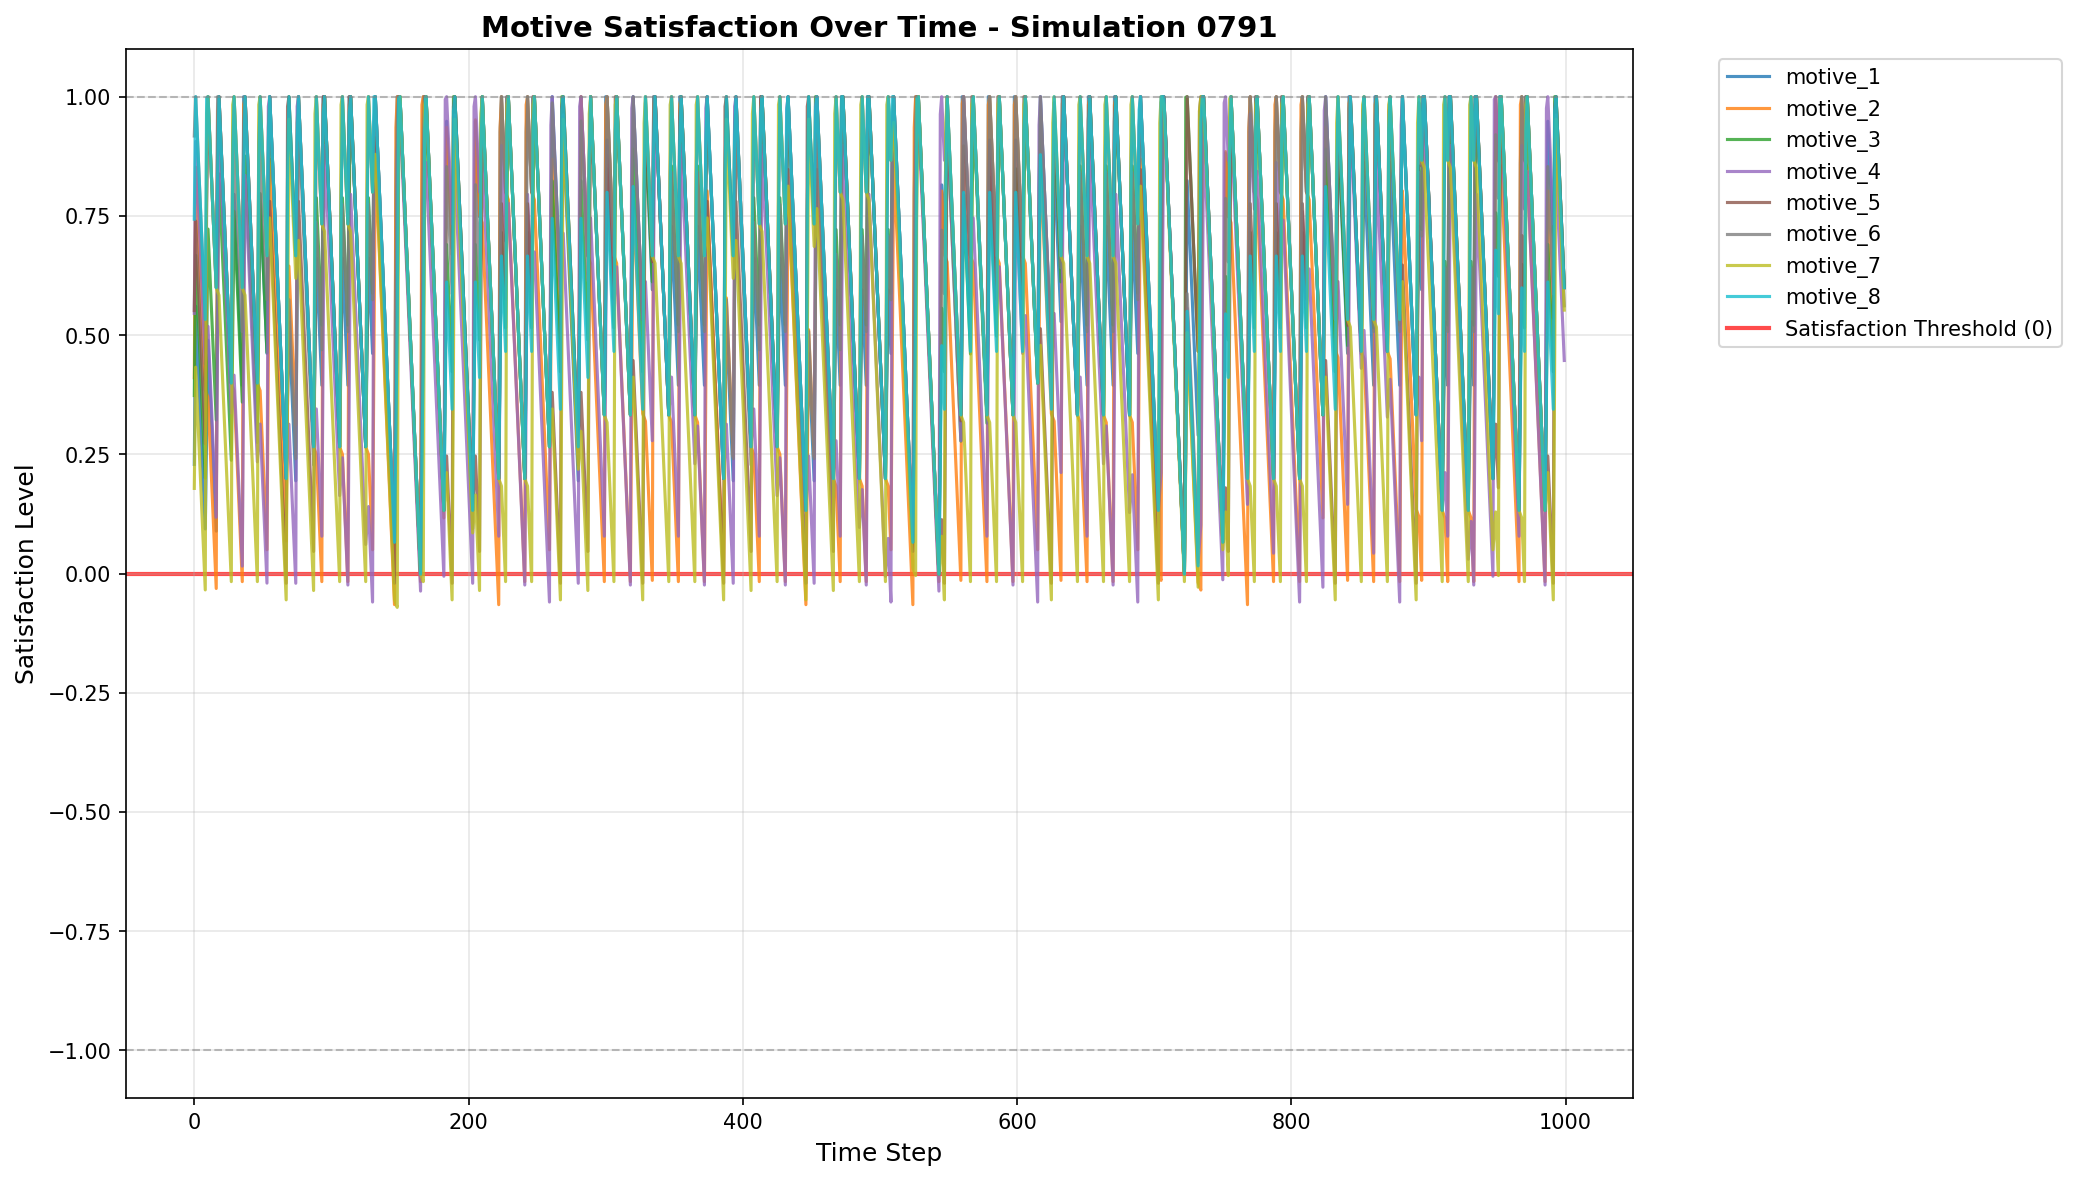 Motive Satisfaction Over Time - Simulation 0791
Satisfaction Level
1.00
0.75
0.50
0.25
0.00
−0.25
−0.50
−0.75
−1.00
0
200
400
600
800
1000
Time Step
motive_1
motive_2
motive_3
motive_4
motive_5
motive_6
motive_7
motive_8
Satisfaction Threshold (0)